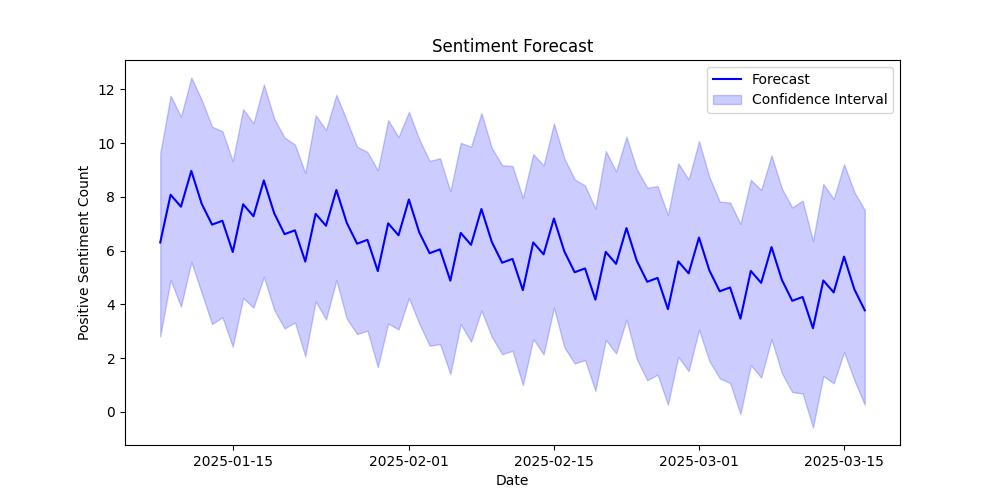 Sentiment Forecast
Forecast
Confidence Interval
Positive Sentiment Count
12
10
8
6
4
2
0
2025-01-15
2025-02-01
2025-02-15
2025-03-01
2025-03-15
Date